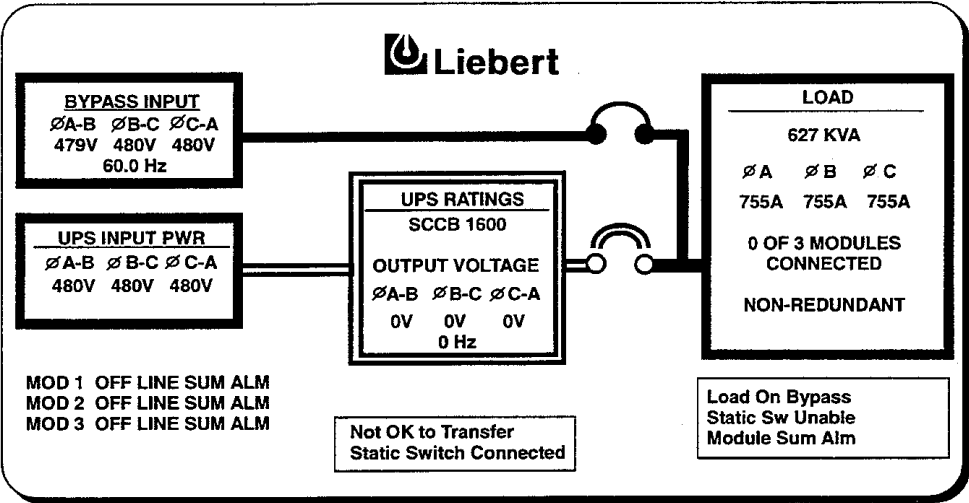 Liebert
BYPASS INPUT
ØA-B ØB-C ØC-A
479V 480V 480V
60.0 Hz
UPS INPUT PWR
ØA-B ØB-C ØC-A
480V 480V 480V
UPS RATINGS
SCCB 1600
OUTPUT VOLTAGE
ØA-B ØB-C ØC-A
0V 0V 0V
0 Hz
LOAD
627 KVA
ØA ØB ØC
755A 755A 755A
0 OF 3 MODULES
CONNECTED
NON-REDUNDANT
MOD 1 OFF LINE SUM ALM
MOD 2 OFF LINE SUM ALM
MOD 3 OFF LINE SUM ALM
Not OK to Transfer
Static Switch Connected
Load On Bypass
Static Sw Unable
Module Sum Alm